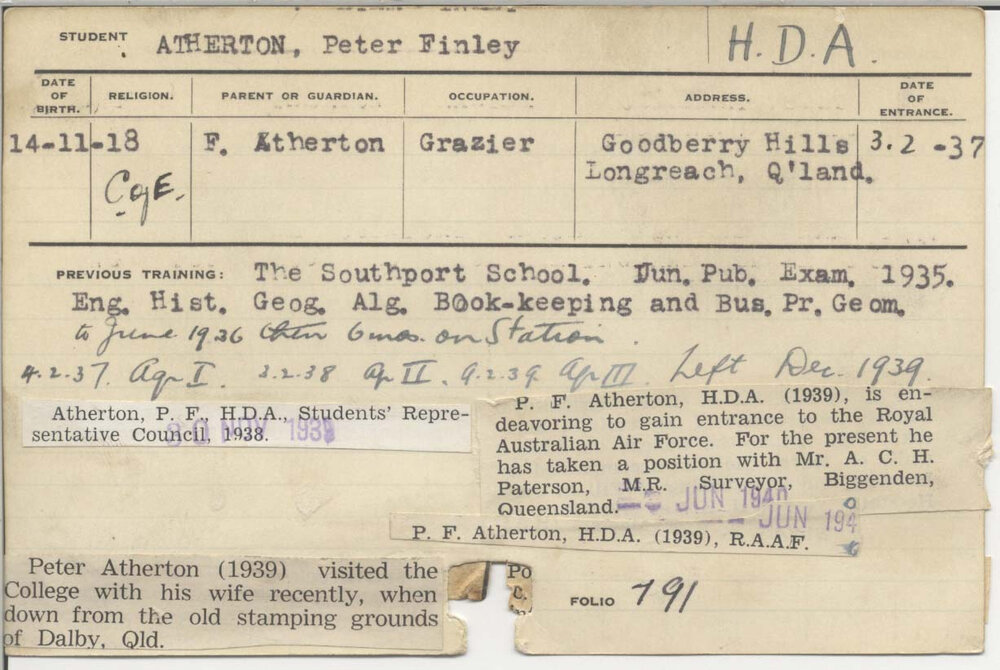 STUDENT ATHERTON, Peter Finley H.D.A.
DATE OF BIRTH. RELIGION. PARENT OR GUARDIAN. OCCUPATION. ADDRESS. DATE OF ENTRANCE.
14-11-18 F. Atherton Grazier Goodberry Hills 3.2-37
C of E. Longreach, Q'land.
PREVIOUS TRAINING: The Southport School. Jun. Pub. Exam. 1935.
Eng. Hist. Geog. Alg. Book-keeping and Bus. Pr. Geom.
to June 1936 then 6 mos. on Station.
4.2.37. Agr I. 3.2.38 Ag II. 9.2.39 Ag III. Left Dec. 1939.
Atherton, P. F., H.D.A., Students' Repre-
sentative Council, 1938.
NOV 1939
P. F. Atherton, H.D.A. (1939), is en-
deavoring to gain entrance to the Royal
Australian Air Force. For the present he
has taken a position with Mr. A. C. H.
Paterson, M.R. Surveyor, Biggenden,
Queensland.
JUN 1940
JUN 194
P. F. Atherton, H.D.A. (1939), R.A.A.F.
Peter Atherton (1939) visited the
College with his wife recently, when
down from the old stamping grounds
of Dalby, Qld.
Po
c.
FOLIO 791